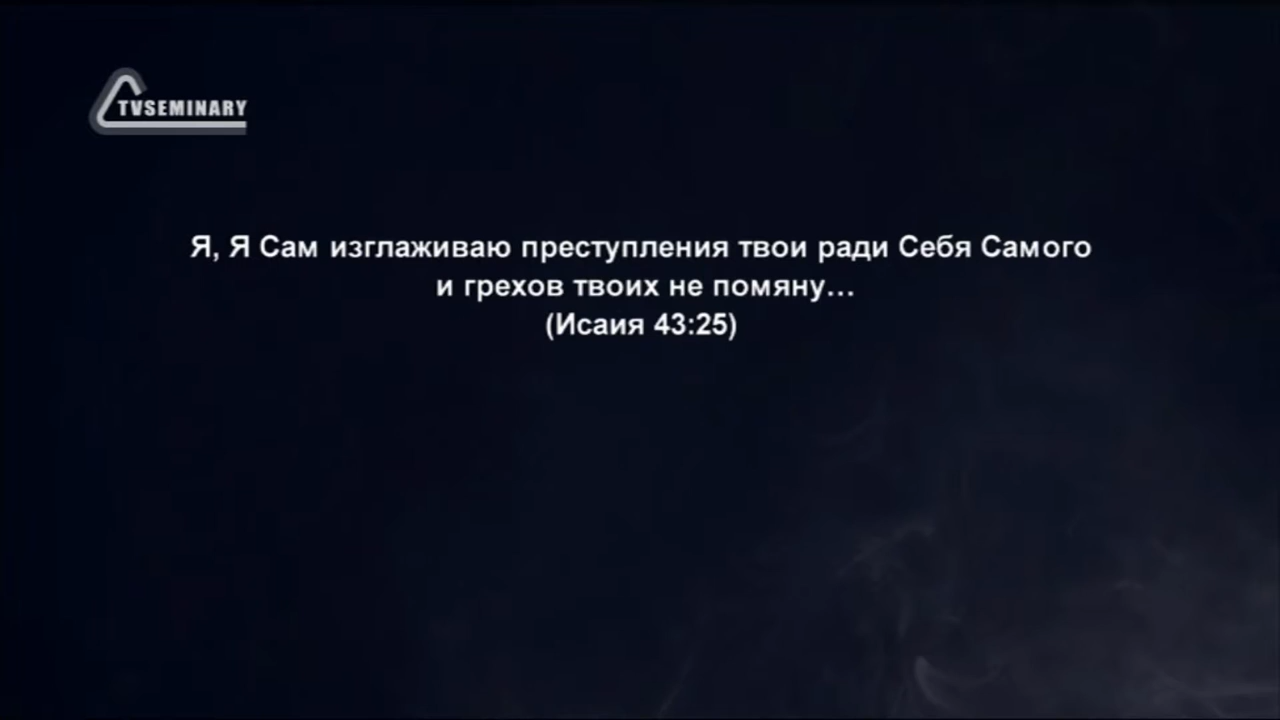 TVSEMINARY
Я, Я Сам изглаживаю преступления твои ради Себя Самого
и грехов твоих не помяну...
(Исаия 43:25)